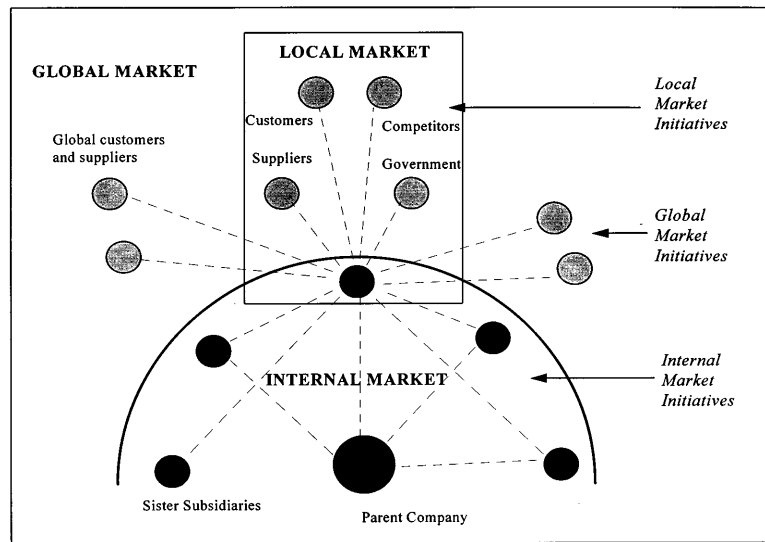 LOCAL MARKET
GLOBAL MARKET
Local
Market
Initiatives
Customers
Competitors
Global customers
and suppliers
Suppliers
Government
Global
Market
Initiatives
INTERNAL MARKET
Internal
Market
Initiatives
Sister Subsidiaries
Parent Company